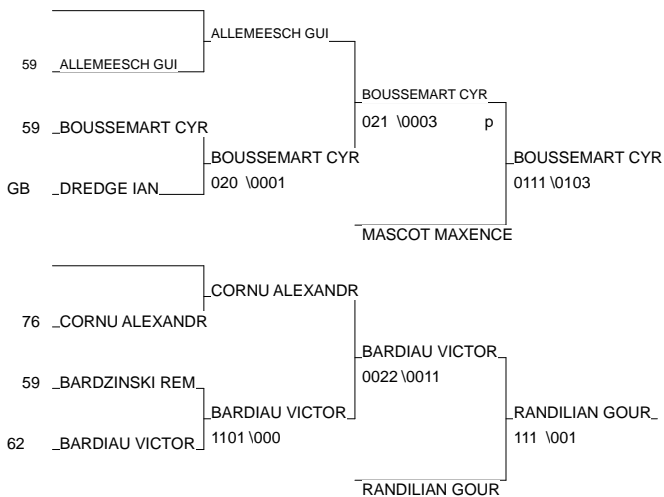 ALLEMEESCH GUI
59 ALLEMEESCH GUI
BOUSSEMART CYR
59 BOUSSEMART CYR
021 \0003 p
BOUSSEMART CYR
BOUSSEMART CYR
GB DREDGE IAN
020 \0001
0111 \0103
MASCOT MAXENCE
CORNU ALEXANDR
76 CORNU ALEXANDR
BARDIAU VICTOR
0022 \0011
59 BARDZINSKI REM
BARDIAU VICTOR
RANDILIAN GOUR
62 BARDIAU VICTOR
1101 \000
111 \001
RANDILIAN GOUR